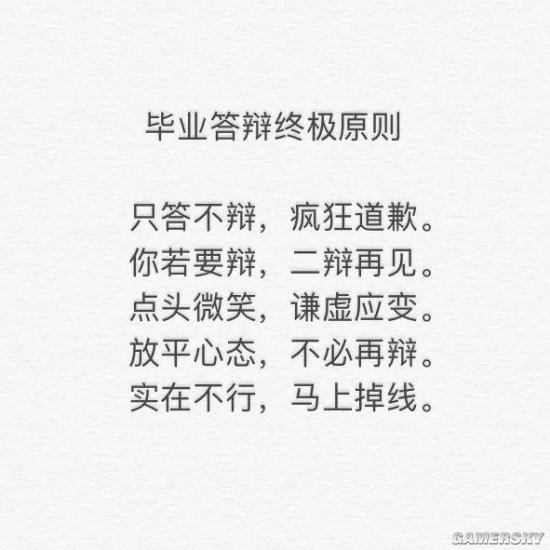 毕业答辩终极原则
只答不辩，疯狂道歉。
你若要辩，二辩再见。
点头微笑，谦虚应变。
放平心态，不必再辩。
实在不行，马上掉线。
GAMERSKY